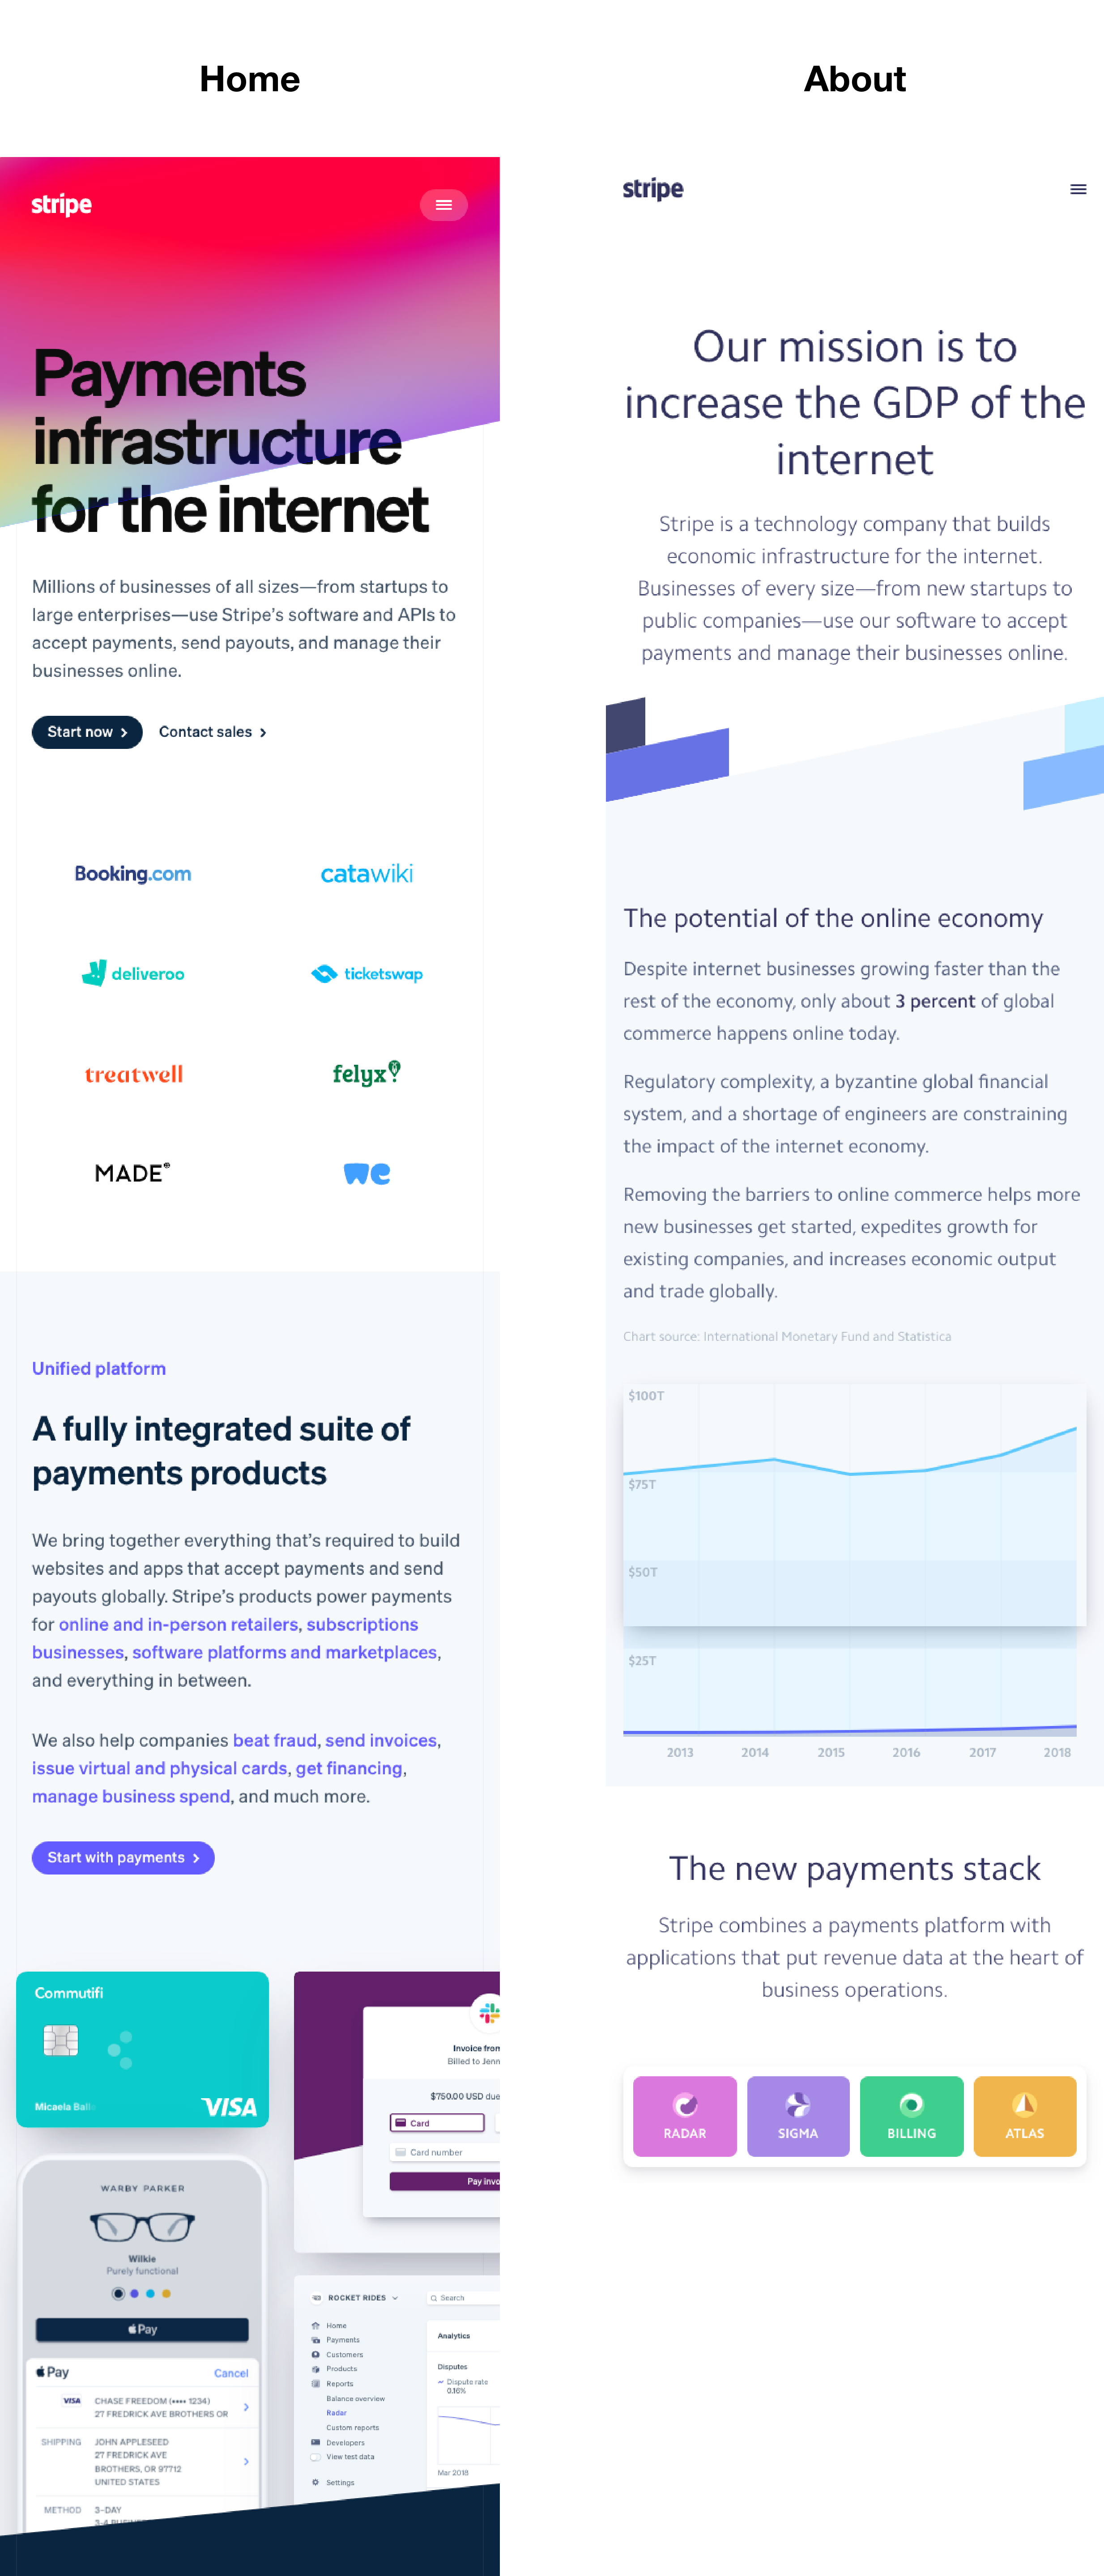 Home
stripe
Payments
infrastructure
for the internet
Millions of businesses of all sizes—from startups to
large enterprises—use Stripe’s software and APIs to
accept payments, send payouts, and manage their
businesses online.
Start now
Contact sales
Booking.com
catawiki
deliveroo
ticketswap
treatwell
felyx
MADE
we
Unified platform
A fully integrated suite of
payments products
We bring together everything that’s required to build
websites and apps that accept payments and send
payouts globally. Stripe’s products power payments
for online and in-person retailers, subscriptions
businesses, software platforms and marketplaces,
and everything in between.
We also help companies beat fraud, send invoices,
issue virtual and physical cards, get financing,
manage business spend, and much more.
Start with payments
Commutifi
Micaela Balle
VISA
Invoice from
Billed to Jenn
$750.00 USD due
Card
Card number
Pay invo
WARBY PARKER
Wilkie
Purely functional
Pay
Pay
Cancel
VISA
CHASE FREEDOM (•••• 1234)
27 FREDRICK AVE BROTHERS OR
SHIPPING
JOHN APPLESEED
27 FREDRICK AVE
BROTHERS, OR 97712
UNITED STATES
METHOD
3-DAY
ROCKET RIDES
Search
Home
Payments
Customers
Products
Reports
Balance overview
Radar
Custom reports
Developers
View test data
Settings
Analytics
Disputes
Dispute rate
0.16%
Mar 2018
About
stripe
Our mission is to
increase the GDP of the
internet
Stripe is a technology company that builds
economic infrastructure for the internet.
Businesses of every size—from new startups to
public companies—use our software to accept
payments and manage their businesses online.
The potential of the online economy
Despite internet businesses growing faster than the
rest of the economy, only about 3 percent of global
commerce happens online today.
Regulatory complexity, a byzantine global financial
system, and a shortage of engineers are constraining
the impact of the internet economy.
Removing the barriers to online commerce helps more
new businesses get started, expedites growth for
existing companies, and increases economic output
and trade globally.
Chart source: International Monetary Fund and Statistica
$100T
$75T
$50T
$25T
2013 2014 2015 2016 2017 2018
The new payments stack
Stripe combines a payments platform with
applications that put revenue data at the heart of
business operations.
RADAR
SIGMA
BILLING
ATLAS